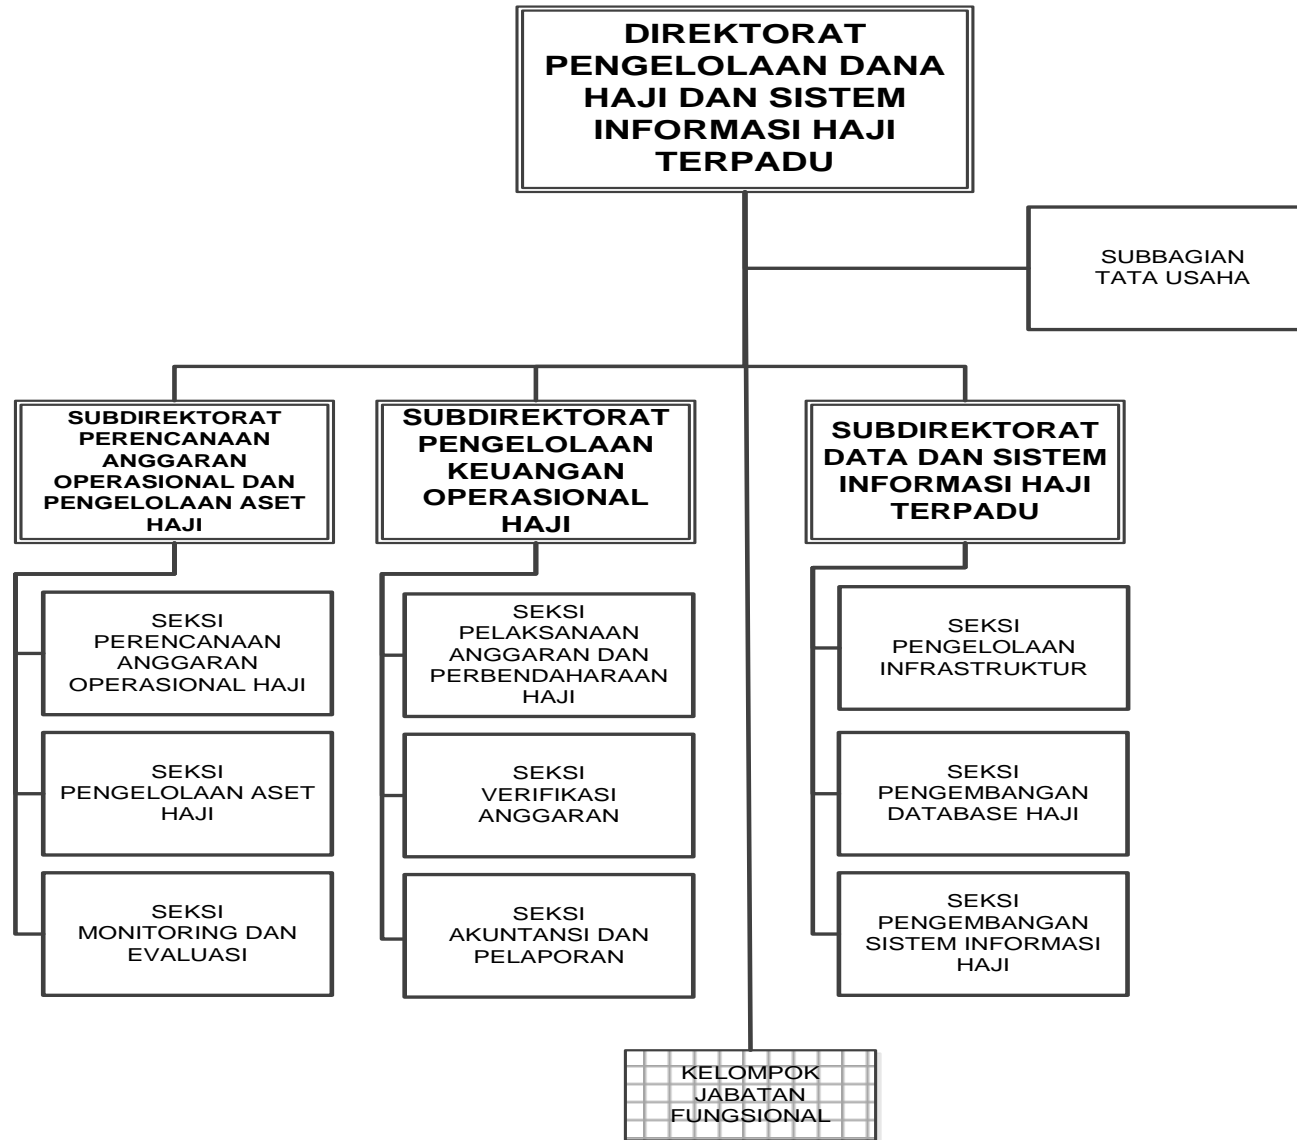 DIREKTORAT
PENGELOLAAN DANA
HAJI DAN SISTEM
INFORMASI HAJI
TERPADU
SUBBAGIAN
TATA USAHA
SUBDIREKTORAT
PERENCANAAN
ANGGARAN
OPERASIONAL DAN
PENGELOLAAN ASET
HAJI
SEKSI
PERENCANAAN
ANGGARAN
OPERASIONAL HAJI
SEKSI
PENGELOLAAN ASET
HAJI
SEKSI
MONITORING DAN
EVALUASI
SUBDIREKTORAT
PENGELOLAAN
KEUANGAN
OPERASIONAL
HAJI
SEKSI
PELAKSANAAN
ANGGARAN DAN
PERBENDAHARAAN
HAJI
SEKSI
VERIFIKASI
ANGGARAN
SEKSI
AKUNTANSI DAN
PELAPORAN
SUBDIREKTORAT
DATA DAN SISTEM
INFORMASI HAJI
TERPADU
SEKSI
PENGELOLAAN
INFRASTRUKTUR
SEKSI
PENGEMBANGAN
DATABASE HAJI
SEKSI
PENGEMBANGAN
SISTEM INFORMASI
HAJI
KELOMPOK
JABATAN
FUNGSIONAL